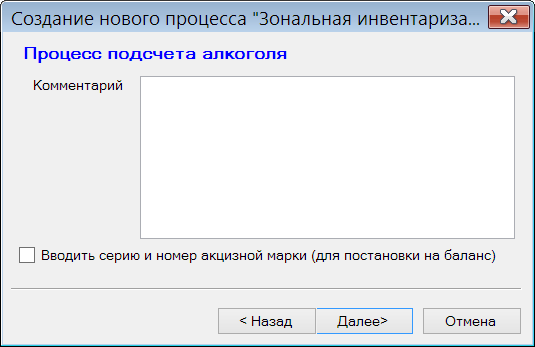 Создание нового процесса "Зональная инвентариза...
Процесс подсчета алкоголя
Комментарий
Вводить серию и номер акцизной марки (для постановки на баланс)
< Назад Далее> Отмена